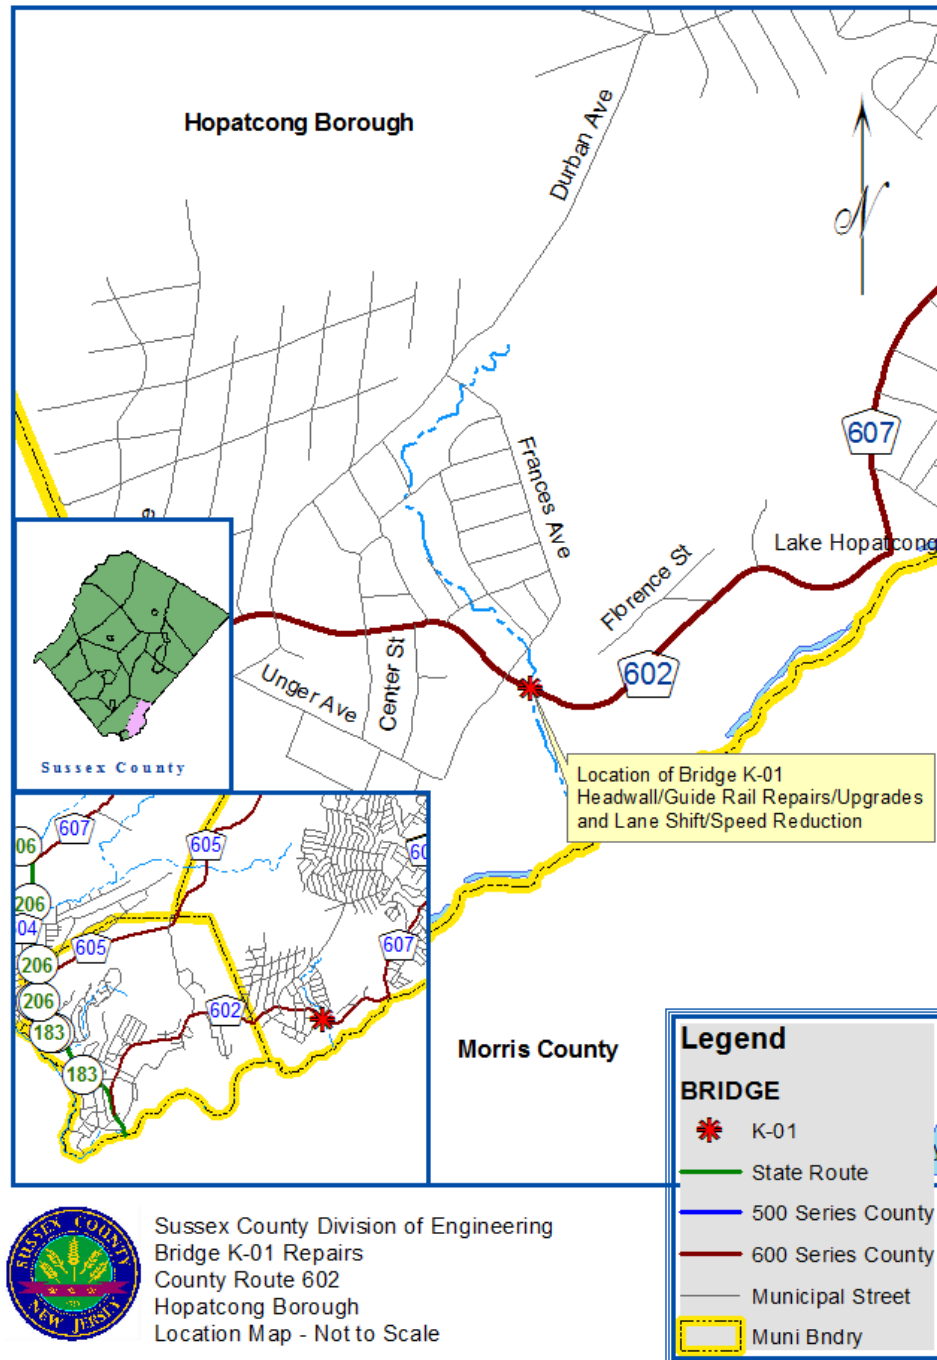 Hopatcong Borough
Durban Ave
N
607
Frances Ave
Lake Hopatcong
Florence St
602
Center St
Unger Ave
Sussex County
Location of Bridge K-01
Headwall/Guide Rail Repairs/Upgrades
and Lane Shift/Speed Reduction
607
605
206
605
206
206
183
183
602
607
Morris County
Legend
BRIDGE
K-01
State Route
500 Series County
600 Series County
Municipal Street
Muni Bndry
SUSSEX COUNTY
NEW JERSEY
Sussex County Division of Engineering
Bridge K-01 Repairs
County Route 602
Hopatcong Borough
Location Map - Not to Scale